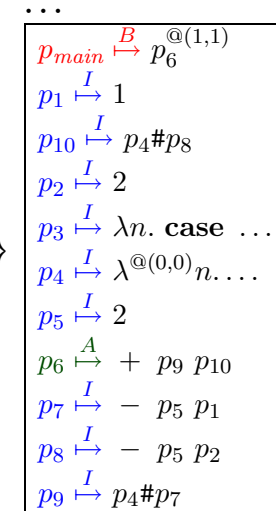 ...
p_main ↦^B p_6^@(1,1)
p_1 ↦^I 1
p_10 ↦^I p_4#p_8
p_2 ↦^I 2
p_3 ↦^I λn. case ...
p_4 ↦^I λ^@(0,0) n....
p_5 ↦^I 2
p_6 ↦^A + p_9 p_10
p_7 ↦^I − p_5 p_1
p_8 ↦^I − p_5 p_2
p_9 ↦^I p_4#p_7